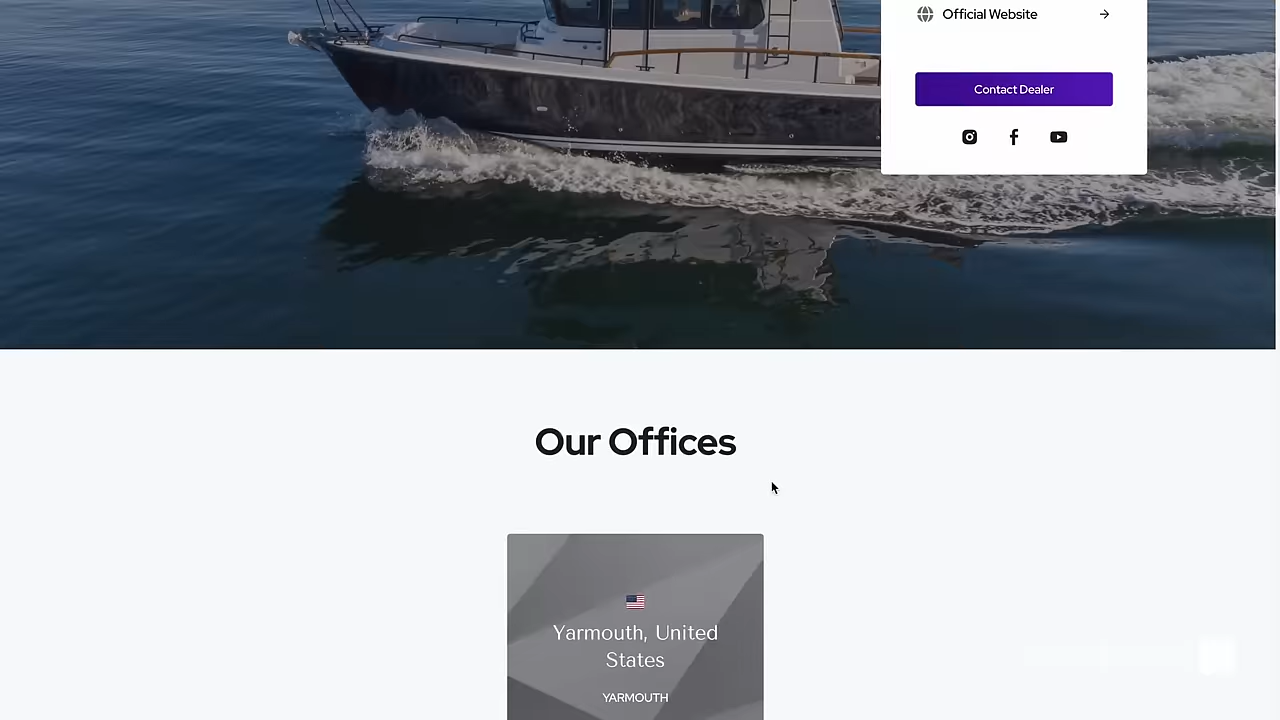 Official Website
Contact Dealer
Our Offices
Yarmouth, United
States
YARMOUTH